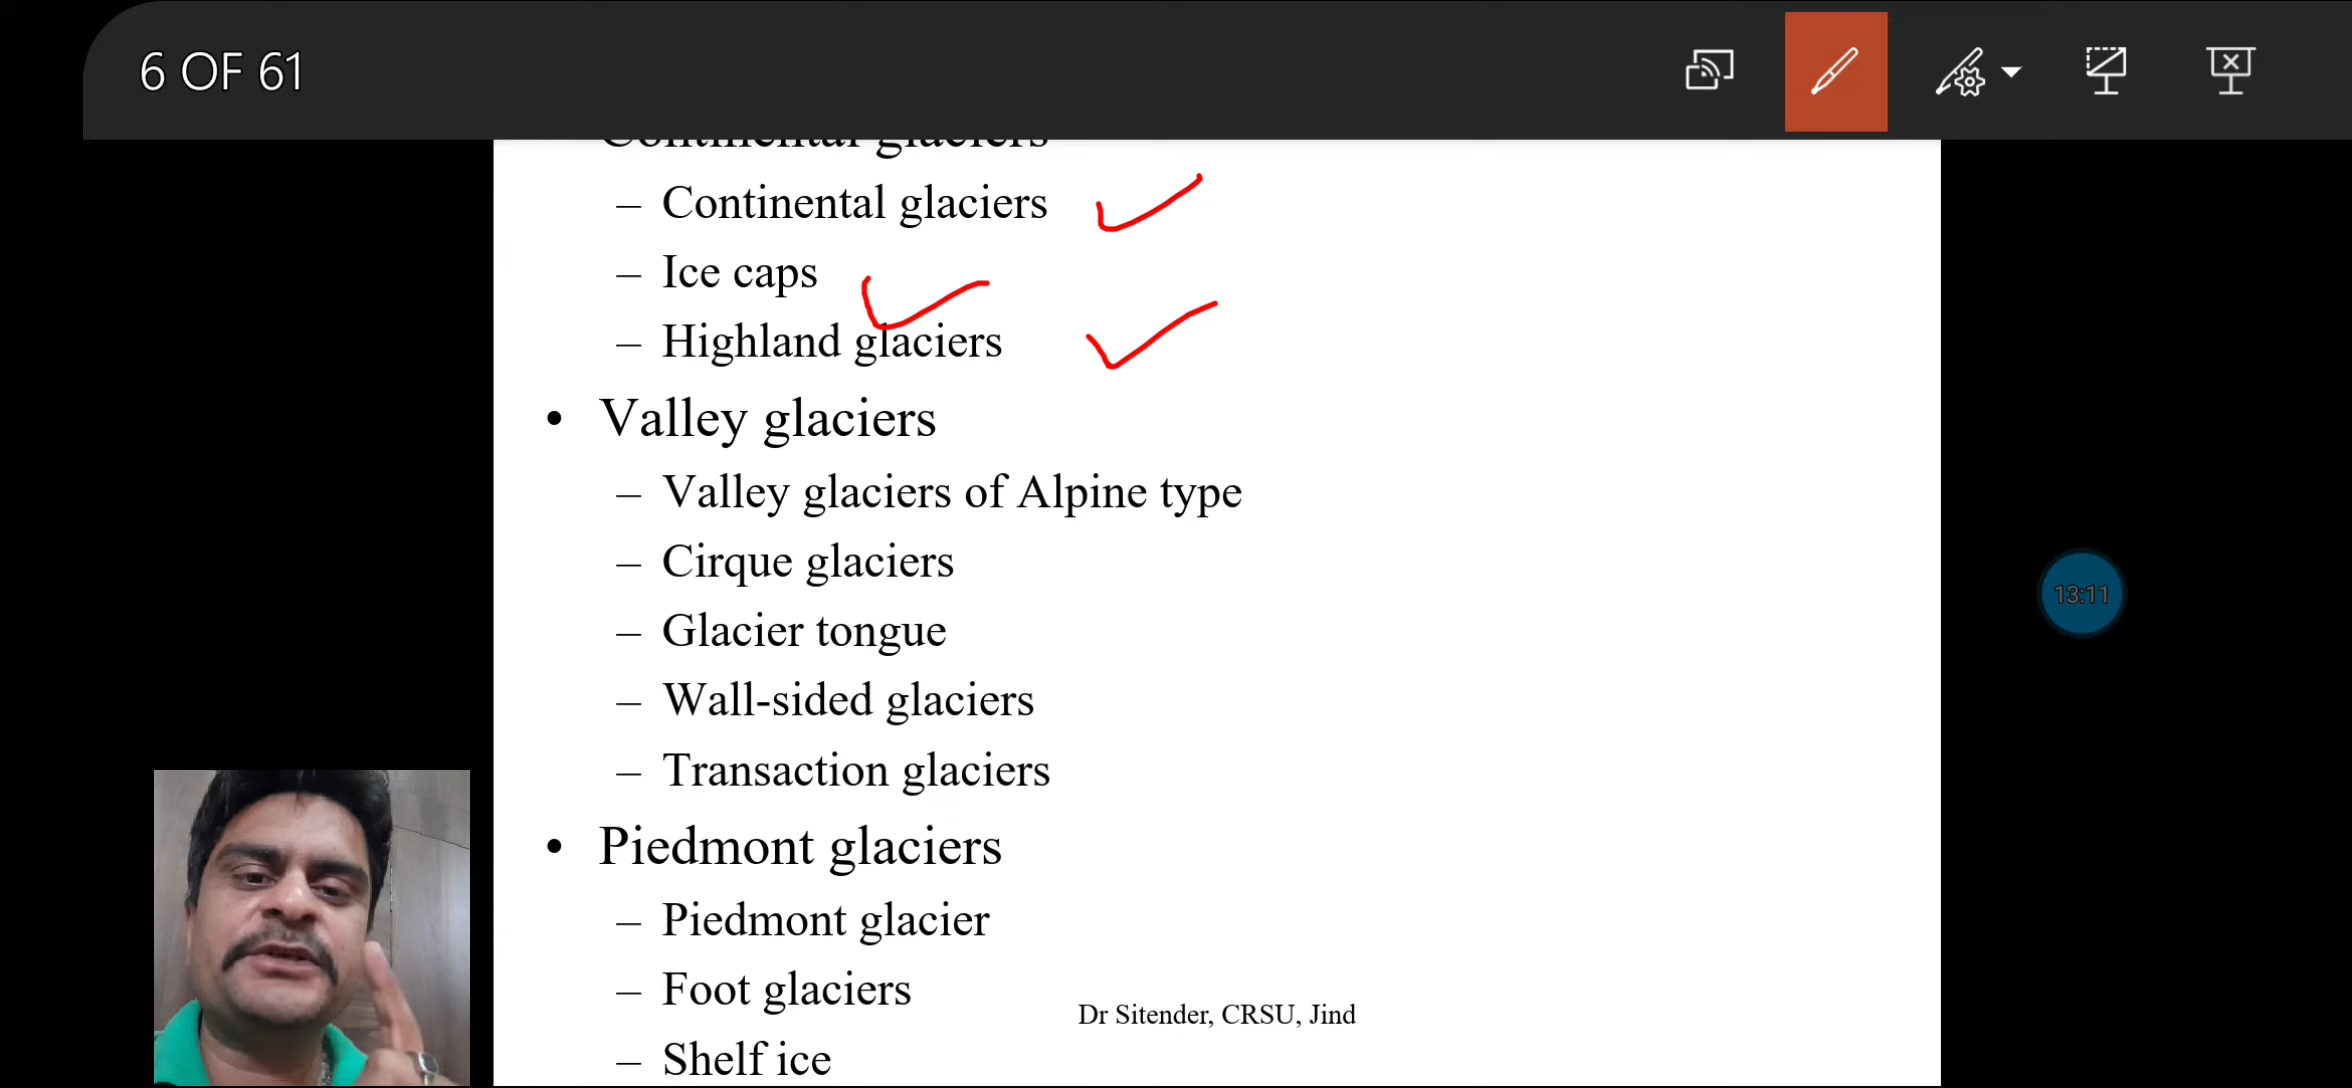 6 OF 61
Continental glaciers
– Continental glaciers
– Ice caps
– Highland glaciers
• Valley glaciers
– Valley glaciers of Alpine type
– Cirque glaciers
– Glacier tongue
– Wall-sided glaciers
– Transaction glaciers
13:11
• Piedmont glaciers
– Piedmont glacier
– Foot glaciers
Dr Sitender, CRSU, Jind
– Shelf ice